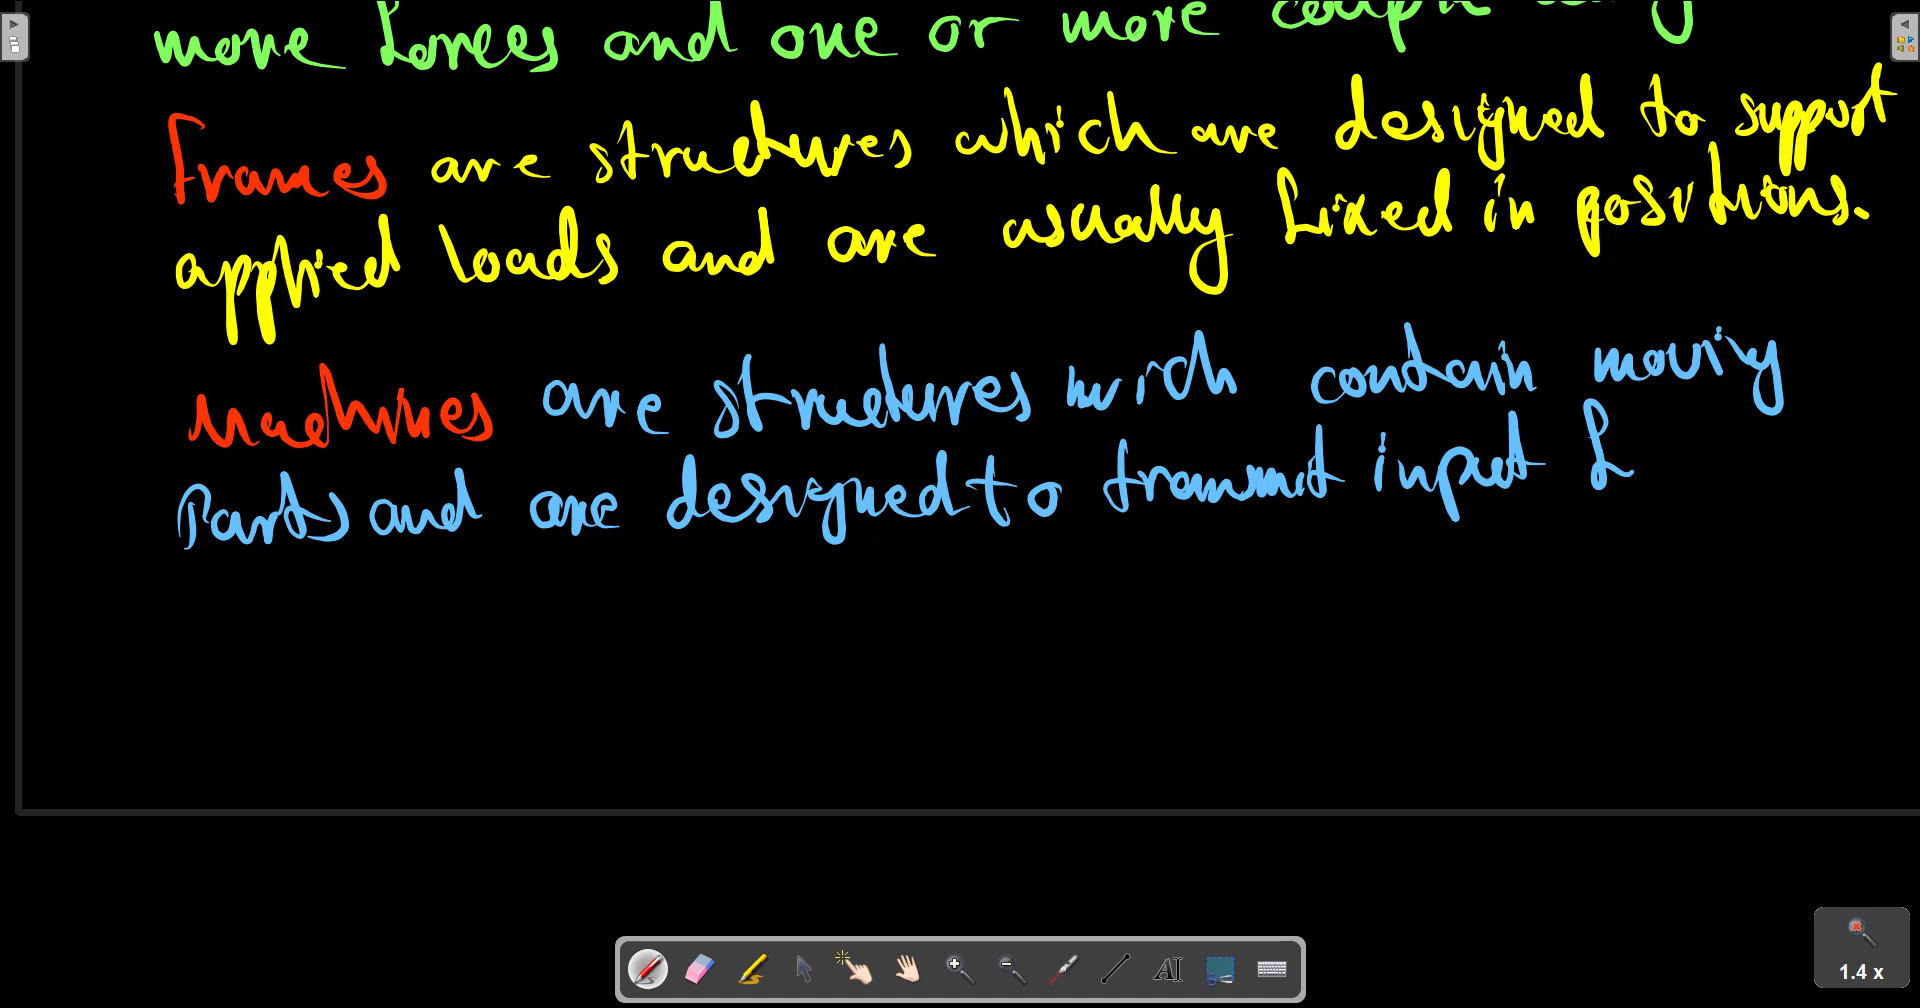 more forces and one or more couple
Frames are structures which are designed to support
applied loads and are usually fixed in positions.
Machines are structures which contain moving
Parts and are designed to transmit input f
1.4 x